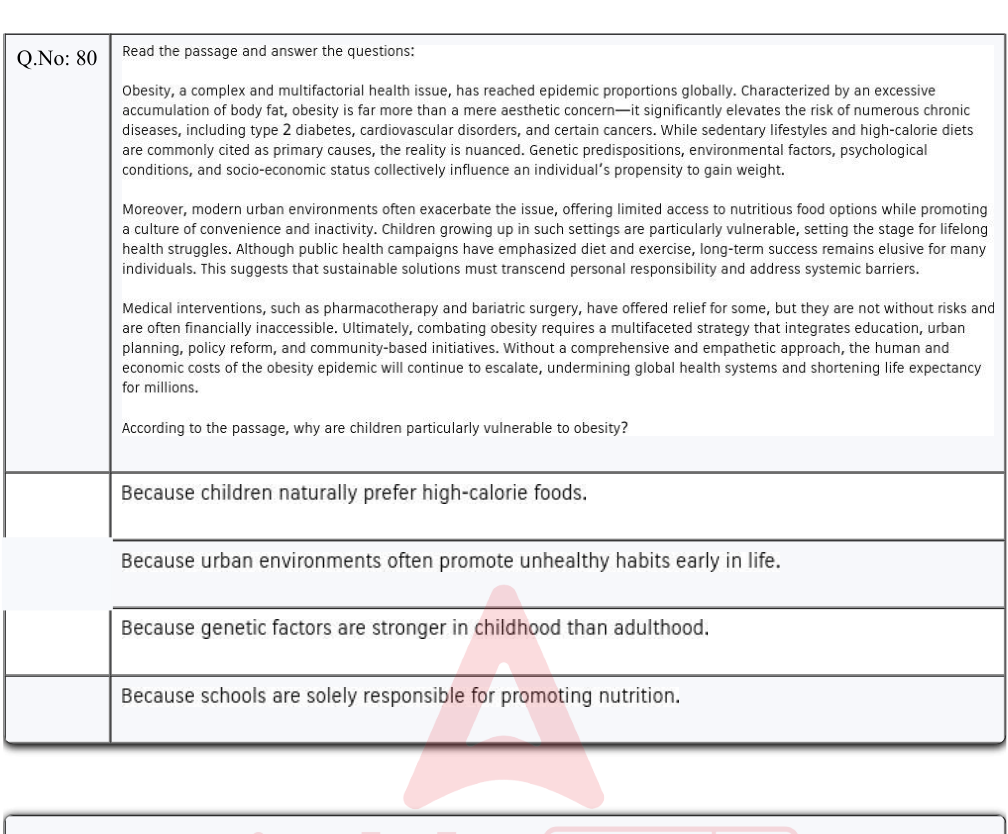 Q.No: 80
Read the passage and answer the questions:
Obesity, a complex and multifactorial health issue, has reached epidemic proportions globally. Characterized by an excessive
accumulation of body fat, obesity is far more than a mere aesthetic concern—it significantly elevates the risk of numerous chronic
diseases, including type 2 diabetes, cardiovascular disorders, and certain cancers. While sedentary lifestyles and high-calorie diets
are commonly cited as primary causes, the reality is nuanced. Genetic predispositions, environmental factors, psychological
conditions, and socio-economic status collectively influence an individual's propensity to gain weight.
Moreover, modern urban environments often exacerbate the issue, offering limited access to nutritious food options while promoting
a culture of convenience and inactivity. Children growing up in such settings are particularly vulnerable, setting the stage for lifelong
health struggles. Although public health campaigns have emphasized diet and exercise, long-term success remains elusive for many
individuals. This suggests that sustainable solutions must transcend personal responsibility and address systemic barriers.
Medical interventions, such as pharmacotherapy and bariatric surgery, have offered relief for some, but they are not without risks and
are often financially inaccessible. Ultimately, combating obesity requires a multifaceted strategy that integrates education, urban
planning, policy reform, and community-based initiatives. Without a comprehensive and empathetic approach, the human and
economic costs of the obesity epidemic will continue to escalate, undermining global health systems and shortening life expectancy
for millions.
According to the passage, why are children particularly vulnerable to obesity?
Because children naturally prefer high-calorie foods.
Because urban environments often promote unhealthy habits early in life.
Because genetic factors are stronger in childhood than adulthood.
Because schools are solely responsible for promoting nutrition.